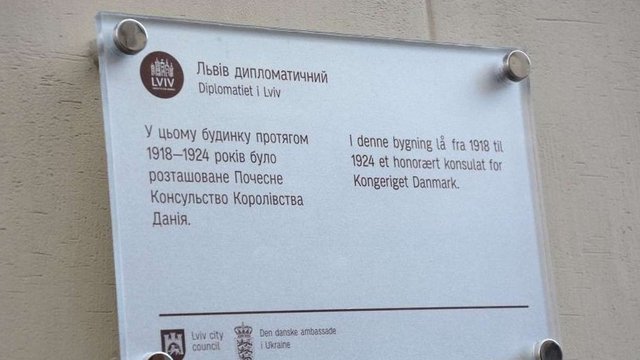 LVIV
Львів дипломатичний
Diplomatiet i Lviv
У цьому будинку протягом
1918–1924 років було
розташоване Почесне
Консульство Королівства
Данія.
I denne bygning lå fra 1918 til
1924 et honorært konsulat for
Kongeriget Danmark.
Lviv city
council
Den danske ambassade
i Ukraine